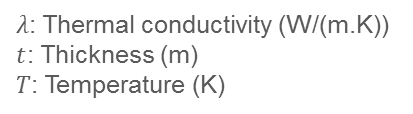 λ: Thermal conductivity (W/(m.K))
t: Thickness (m)
T: Temperature (K)